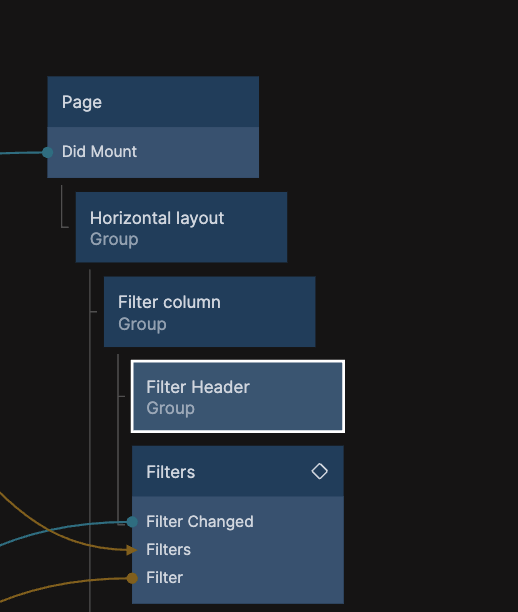 Page
Did Mount
Horizontal layout
Group
Filter column
Group
Filter Header
Group
Filters
Filter Changed
Filters
Filter